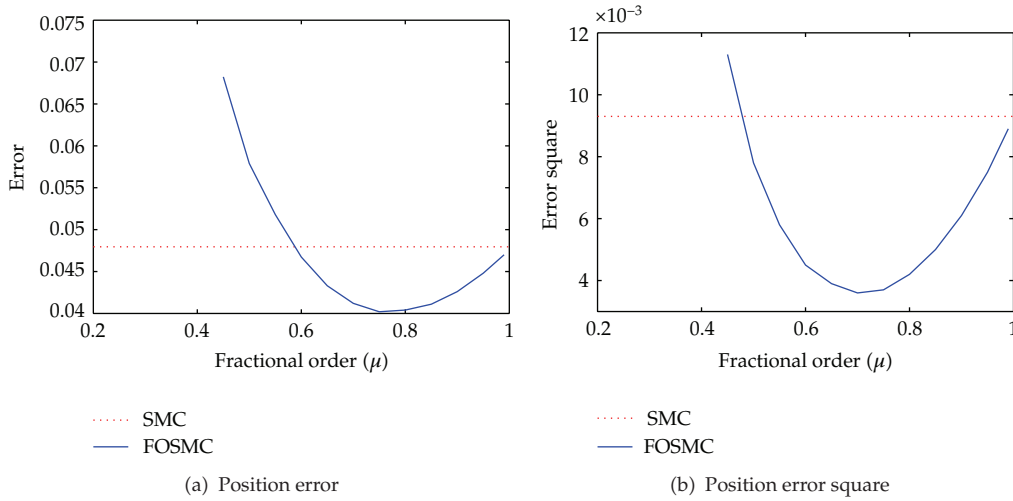 0.075
0.07
0.065
0.06
0.055
0.05
0.045
0.04
Error
0.2 0.4 0.6 0.8 1
Fractional order (μ)
SMC
FOSMC
(a) Position error
×10⁻³
12
10
8
6
4
Error square
0.2 0.4 0.6 0.8 1
Fractional order (μ)
SMC
FOSMC
(b) Position error square